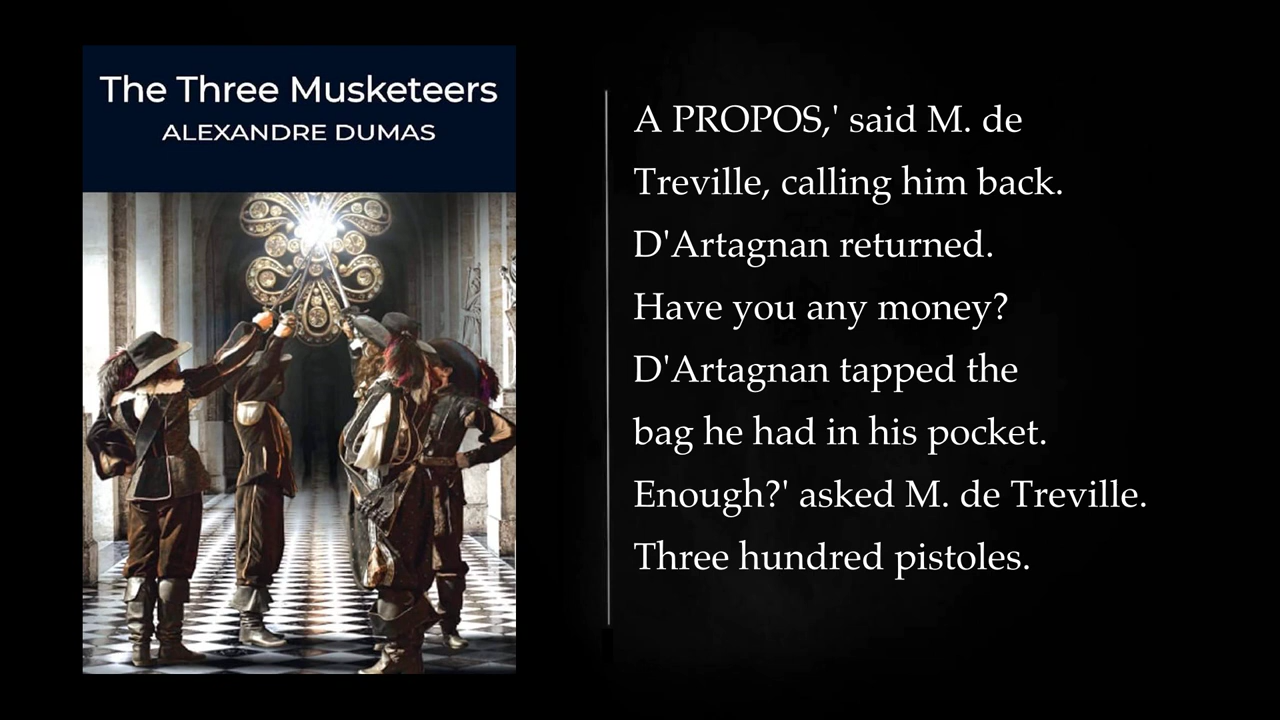 The Three Musketeers
ALEXANDRE DUMAS
A PROPOS,' said M. de
Treville, calling him back.
D'Artagnan returned.
Have you any money?
D'Artagnan tapped the
bag he had in his pocket.
Enough?' asked M. de Treville.
Three hundred pistoles.